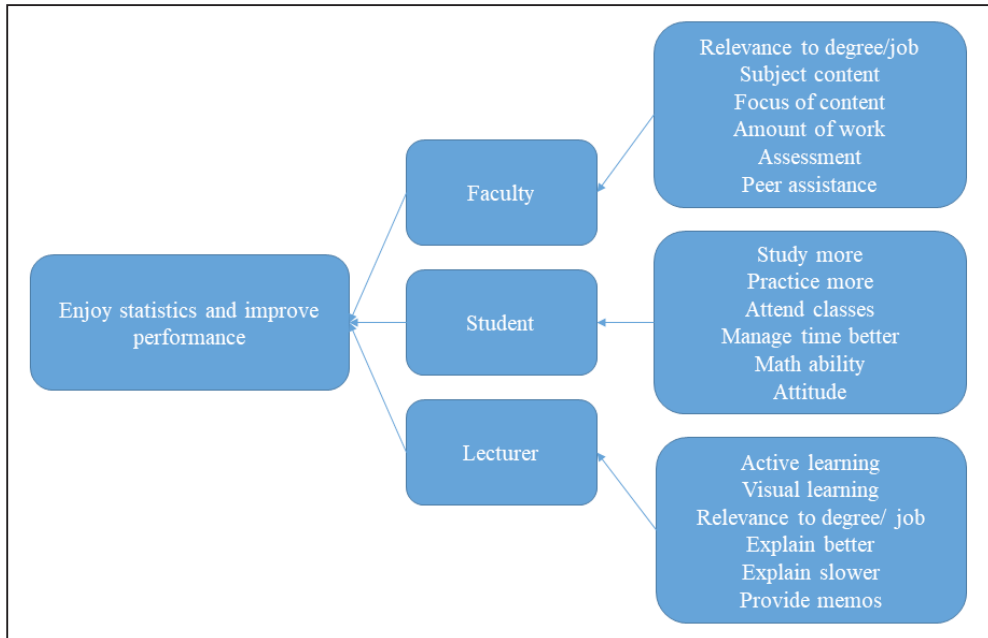 Enjoy statistics and improve
performance
Faculty
Student
Lecturer
Relevance to degree/job
Subject content
Focus of content
Amount of work
Assessment
Peer assistance
Study more
Practice more
Attend classes
Manage time better
Math ability
Attitude
Active learning
Visual learning
Relevance to degree/ job
Explain better
Explain slower
Provide memos